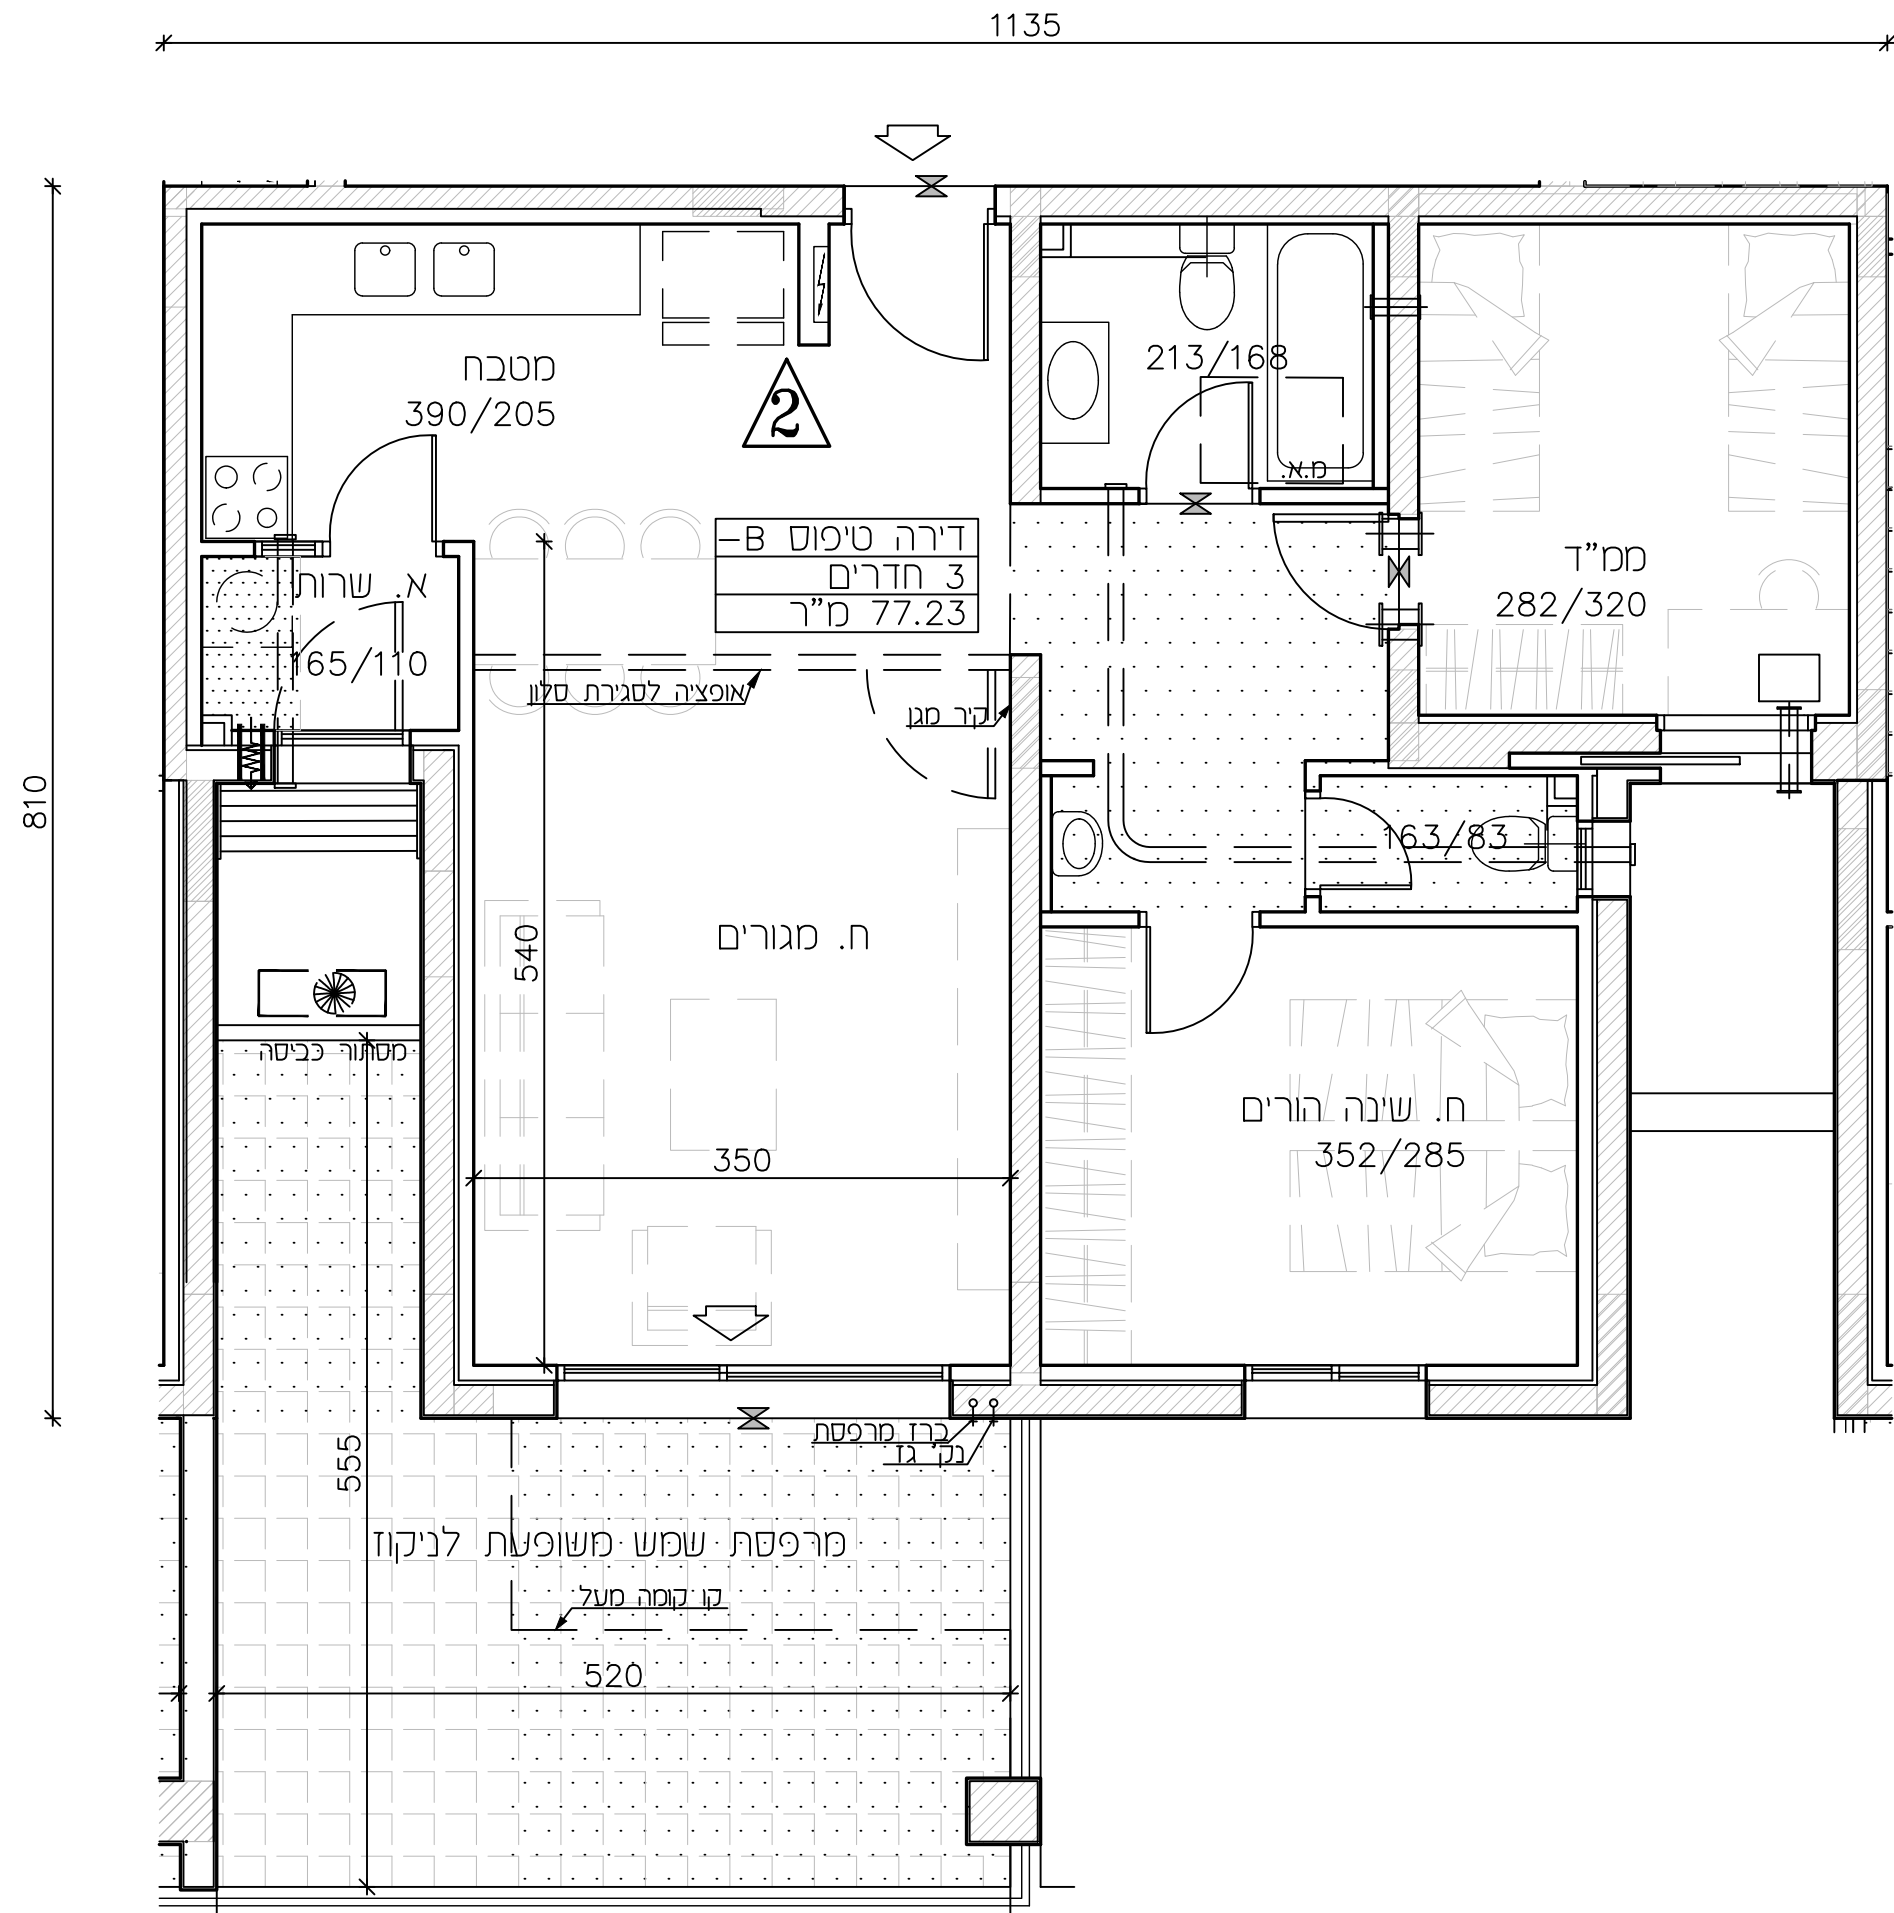 1135
810
מטבח
390/205
2
213/168
מ.א.
דירה טיפוס B-
3 חדרים
77.23 מ"ר
ממ"ד
282/320
א. שרות
165/110
אופציה לסגירת סלון
קיר מגן
163/83
ח. מגורים
540
350
מסתור כביסה
ח. שינה הורים
352/285
ברז מרפסת
נק' גז
555
מרפסת שמש משופעת לניקוז
קו קומה מעל
520